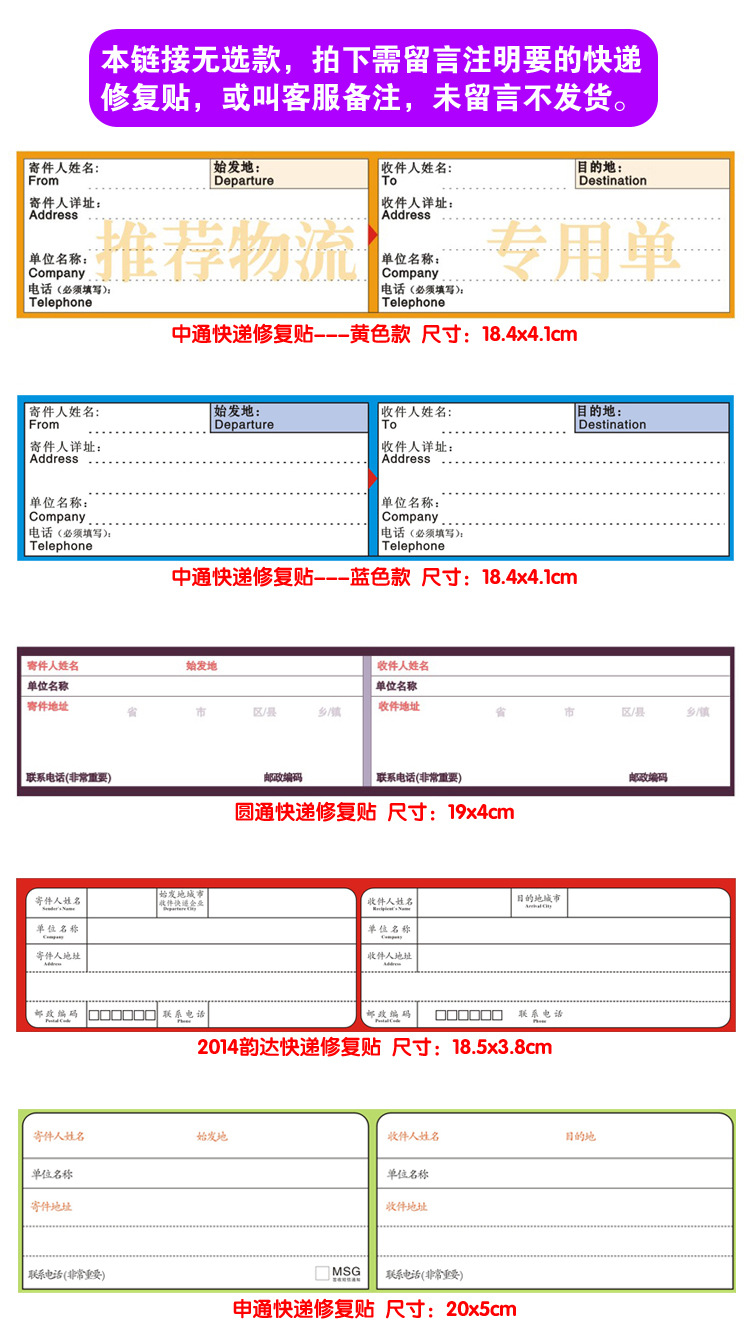 本链接无选款，拍下需留言注明要的快递
修复贴，或叫客服备注，未留言不发货。
寄件人姓名: 始发地: 收件人姓名: 目的地:
From Departure To Destination
寄件人详址: 收件人详址:
Address Address
推荐物流 专用单
单位名称: 单位名称:
Company Company
电话（必须填写): 电话（必须填写):
Telephone Telephone
中通快递修复贴---黄色款 尺寸：18.4x4.1cm
寄件人姓名: 始发地: 收件人姓名: 目的地:
From Departure To Destination
寄件人详址: 收件人详址:
Address Address
单位名称: 单位名称:
Company Company
电话（必须填写): 电话（必须填写):
Telephone Telephone
中通快递修复贴---蓝色款 尺寸：18.4x4.1cm
寄件人姓名 始发地 收件人姓名
单位名称 单位名称
寄件地址 收件地址
省 市 区/县 乡/镇 省 市 区/县 乡/镇
联系电话(非常重要) 邮政编码 联系电话(非常重要) 邮政编码
圆通快递修复贴 尺寸：19x4cm
寄件人姓名 始发地城市 收件人姓名 目的地城市
Sender's Name 收件快递企业 Recipient's Name Arrival City
Departure City
单位名称 单位名称
Company Company
寄件人地址 收件人地址
Address Address
邮政编码 联系电话 邮政编码 联系电话
Postal Code Phone Postal Code Phone
2014韵达快递修复贴 尺寸：18.5x3.8cm
寄件人姓名 始发地 收件人姓名 目的地
单位名称 单位名称
寄件地址 收件地址
联系电话(非常重要) MSG 联系电话(非常重要)
签收短信通知
申通快递修复贴 尺寸：20x5cm